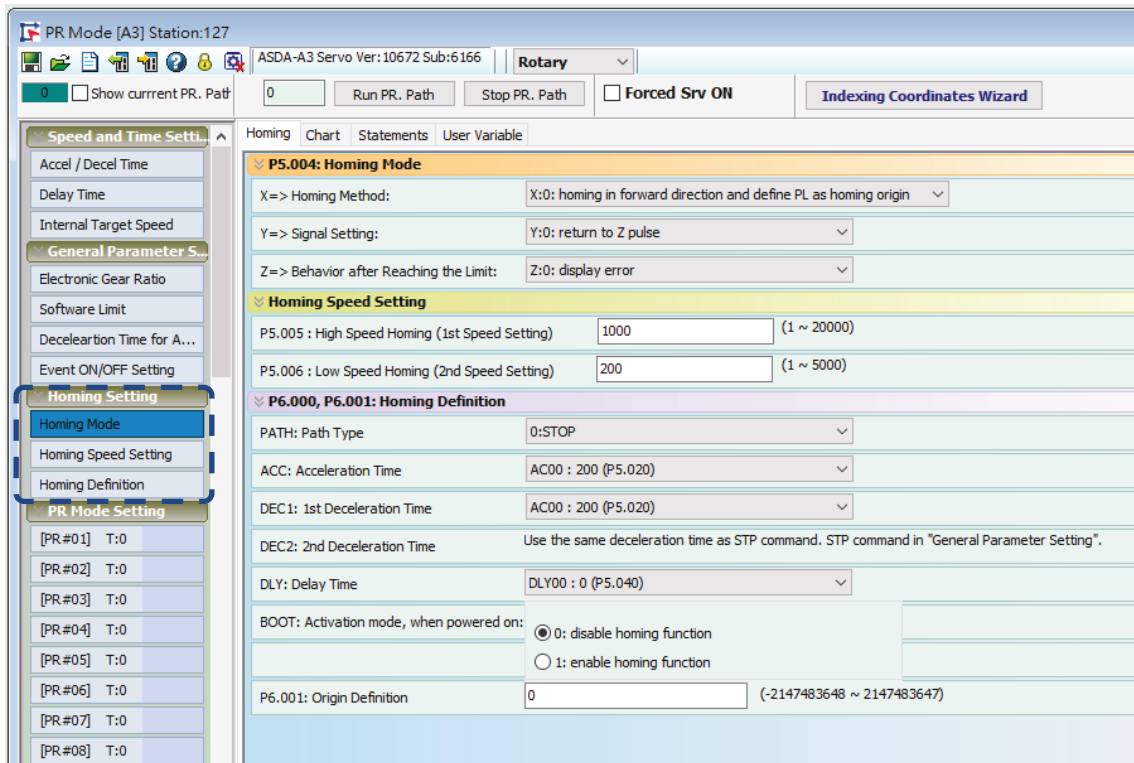 PR Mode [A3] Station:127
ASDA-A3 Servo Ver:10672 Sub:6166
Rotary
0
Show currrent PR. Path
0
Run PR. Path
Stop PR. Path
Forced Srv ON
Indexing Coordinates Wizard
Speed and Time Setti...
Accel / Decel Time
Delay Time
Internal Target Speed
General Parameter S...
Electronic Gear Ratio
Software Limit
Deceleartion Time for A...
Event ON/OFF Setting
Homing Setting
Homing Mode
Homing Speed Setting
Homing Definition
PR Mode Setting
[PR#01] T:0
[PR#02] T:0
[PR#03] T:0
[PR#04] T:0
[PR#05] T:0
[PR#06] T:0
[PR#07] T:0
[PR#08] T:0
Homing Chart Statements User Variable
P5.004: Homing Mode
X=> Homing Method: X:0: homing in forward direction and define PL as homing origin
Y=> Signal Setting: Y:0: return to Z pulse
Z=> Behavior after Reaching the Limit: Z:0: display error
Homing Speed Setting
P5.005 : High Speed Homing (1st Speed Setting) 1000 (1 ~ 20000)
P5.006 : Low Speed Homing (2nd Speed Setting) 200 (1 ~ 5000)
P6.000, P6.001: Homing Definition
PATH: Path Type 0:STOP
ACC: Acceleration Time AC00 : 200 (P5.020)
DEC1: 1st Deceleration Time AC00 : 200 (P5.020)
DEC2: 2nd Deceleration Time Use the same deceleration time as STP command. STP command in "General Parameter Setting".
DLY: Delay Time DLY00 : 0 (P5.040)
BOOT: Activation mode, when powered on:
0: disable homing function
1: enable homing function
P6.001: Origin Definition 0 (-2147483648 ~ 2147483647)